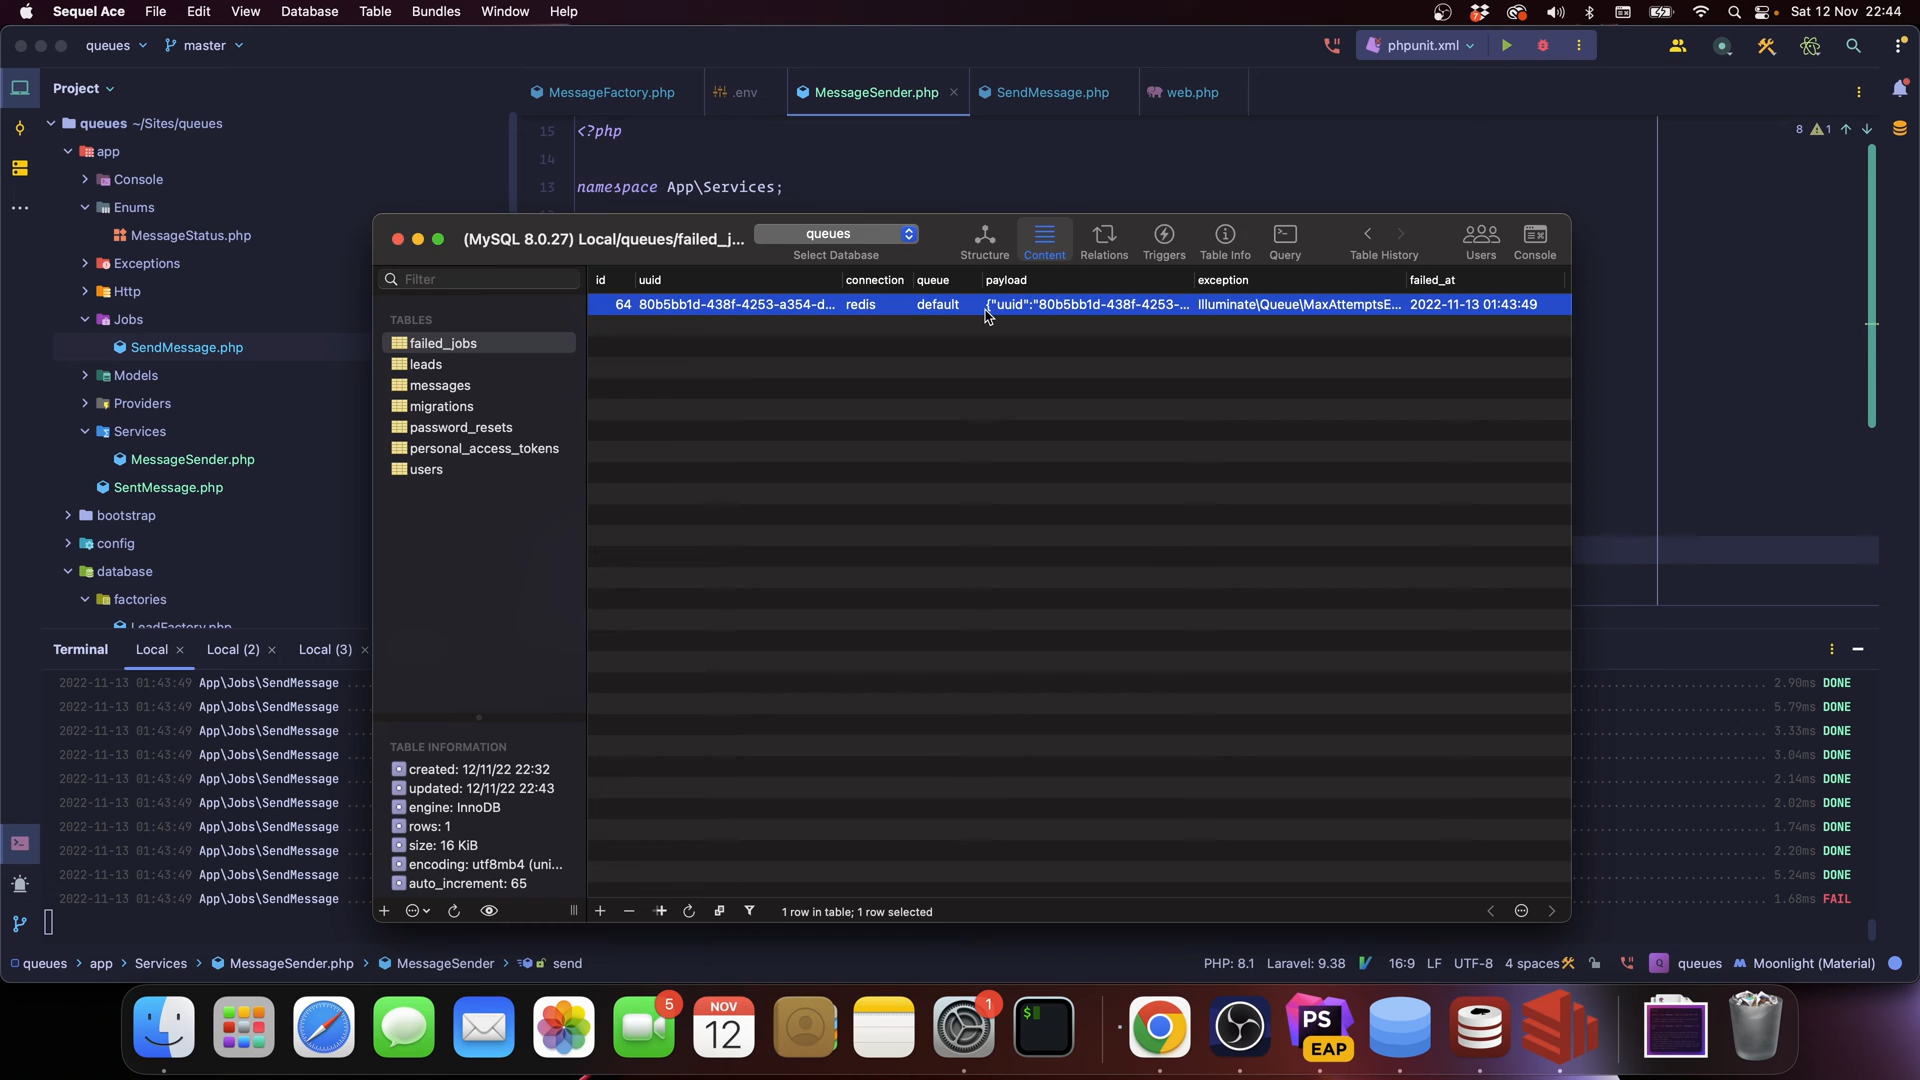 Sequel Ace File Edit View Database Table Bundles Window Help
Sat 12 Nov 22:44
queues master
phpunit.xml
Project
MessageFactory.php .env MessageSender.php SendMessage.php web.php
queues ~/Sites/queues
app
Console
Enums
MessageStatus.php
Exceptions
Http
Jobs
SendMessage.php
Models
Providers
Services
MessageSender.php
SentMessage.php
bootstrap
config
database
factories
LeadFactory.php
15 <?php
14
13 namespace App\Services;
8 1
(MySQL 8.0.27) Local/queues/failed_j...
queues
Select Database
Structure Content Relations Triggers Table Info Query Table History Users Console
Filter
TABLES
failed_jobs
leads
messages
migrations
password_resets
personal_access_tokens
users
TABLE INFORMATION
created: 12/11/22 22:32
updated: 12/11/22 22:43
engine: InnoDB
rows: 1
size: 16 KiB
encoding: utf8mb4 (uni...
auto_increment: 65
id uuid connection queue payload exception failed_at
64 80b5bb1d-438f-4253-a354-d... redis default {"uuid":"80b5bb1d-438f-4253-... Illuminate\Queue\MaxAttemptsE... 2022-11-13 01:43:49
1 row in table; 1 row selected
Terminal Local Local (2) Local (3)
2022-11-13 01:43:49 App\Jobs\SendMessage 2.90ms DONE
2022-11-13 01:43:49 App\Jobs\SendMessage 5.79ms DONE
2022-11-13 01:43:49 App\Jobs\SendMessage 3.33ms DONE
2022-11-13 01:43:49 App\Jobs\SendMessage 3.04ms DONE
2022-11-13 01:43:49 App\Jobs\SendMessage 2.14ms DONE
2022-11-13 01:43:49 App\Jobs\SendMessage 2.02ms DONE
2022-11-13 01:43:49 App\Jobs\SendMessage 1.74ms DONE
2022-11-13 01:43:49 App\Jobs\SendMessage 2.20ms DONE
2022-11-13 01:43:49 App\Jobs\SendMessage 5.24ms DONE
2022-11-13 01:43:49 App\Jobs\SendMessage 1.68ms FAIL
queues > app > Services > MessageSender.php > MessageSender > send
PHP: 8.1 Laravel: 9.38 16:9 LF UTF-8 4 spaces Q queues Moonlight (Material)
5
NOV
12
1
$
PS
EAP